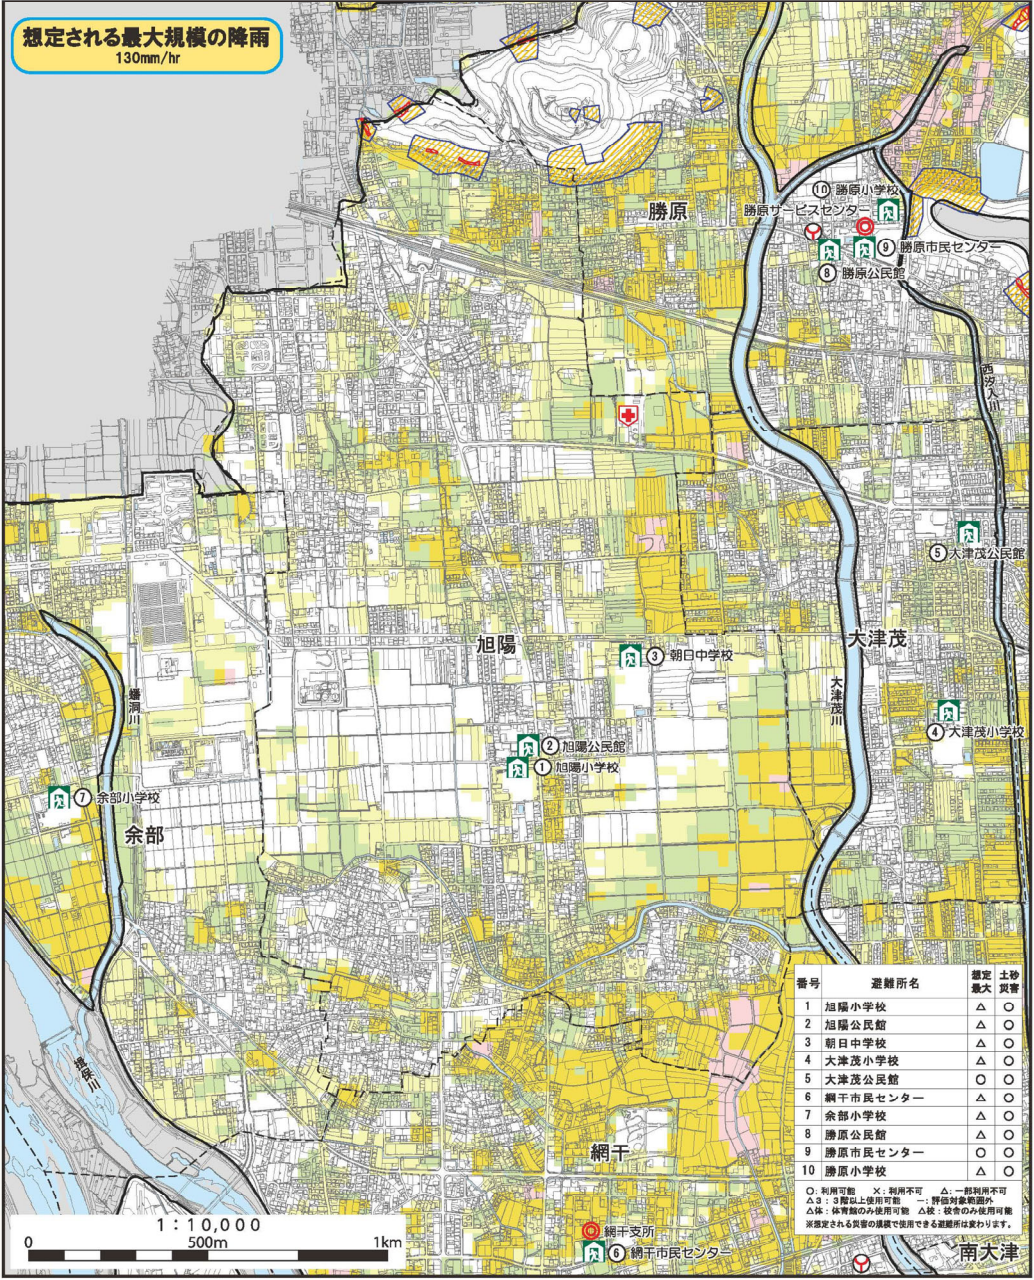 想定される最大規模の降雨
130mm/hr
⑩ 勝原小学校
勝原
勝原サービスセンター
⑨ 勝原市民センター
⑧ 勝原公民館
西汐入川
⑤ 大津茂公民館
旭陽
③ 朝日中学校
大津茂
蟠洞川
大津茂川
④ 大津茂小学校
② 旭陽公民館
① 旭陽小学校
⑦ 余部小学校
余部
揖保川
網干
網干支所
⑥ 網干市民センター
南大津
番号 避難所名 想定最大 土砂災害
1 旭陽小学校 △ ○
2 旭陽公民館 △ ○
3 朝日中学校 △ ○
4 大津茂小学校 △ ○
5 大津茂公民館 ○ ○
6 網干市民センター △ ○
7 余部小学校 △ ○
8 勝原公民館 △ ○
9 勝原市民センター ○ ○
10 勝原小学校 △ ○
○：利用可能 ×：利用不可 △：一部利用不可
△3：3階以上使用可能 －：評価対象範囲外
△体：体育館のみ使用可能 △校：校舎のみ使用可能
※想定される災害の規模で使用できる避難所は変わります。
1：10,000
0 500m 1km